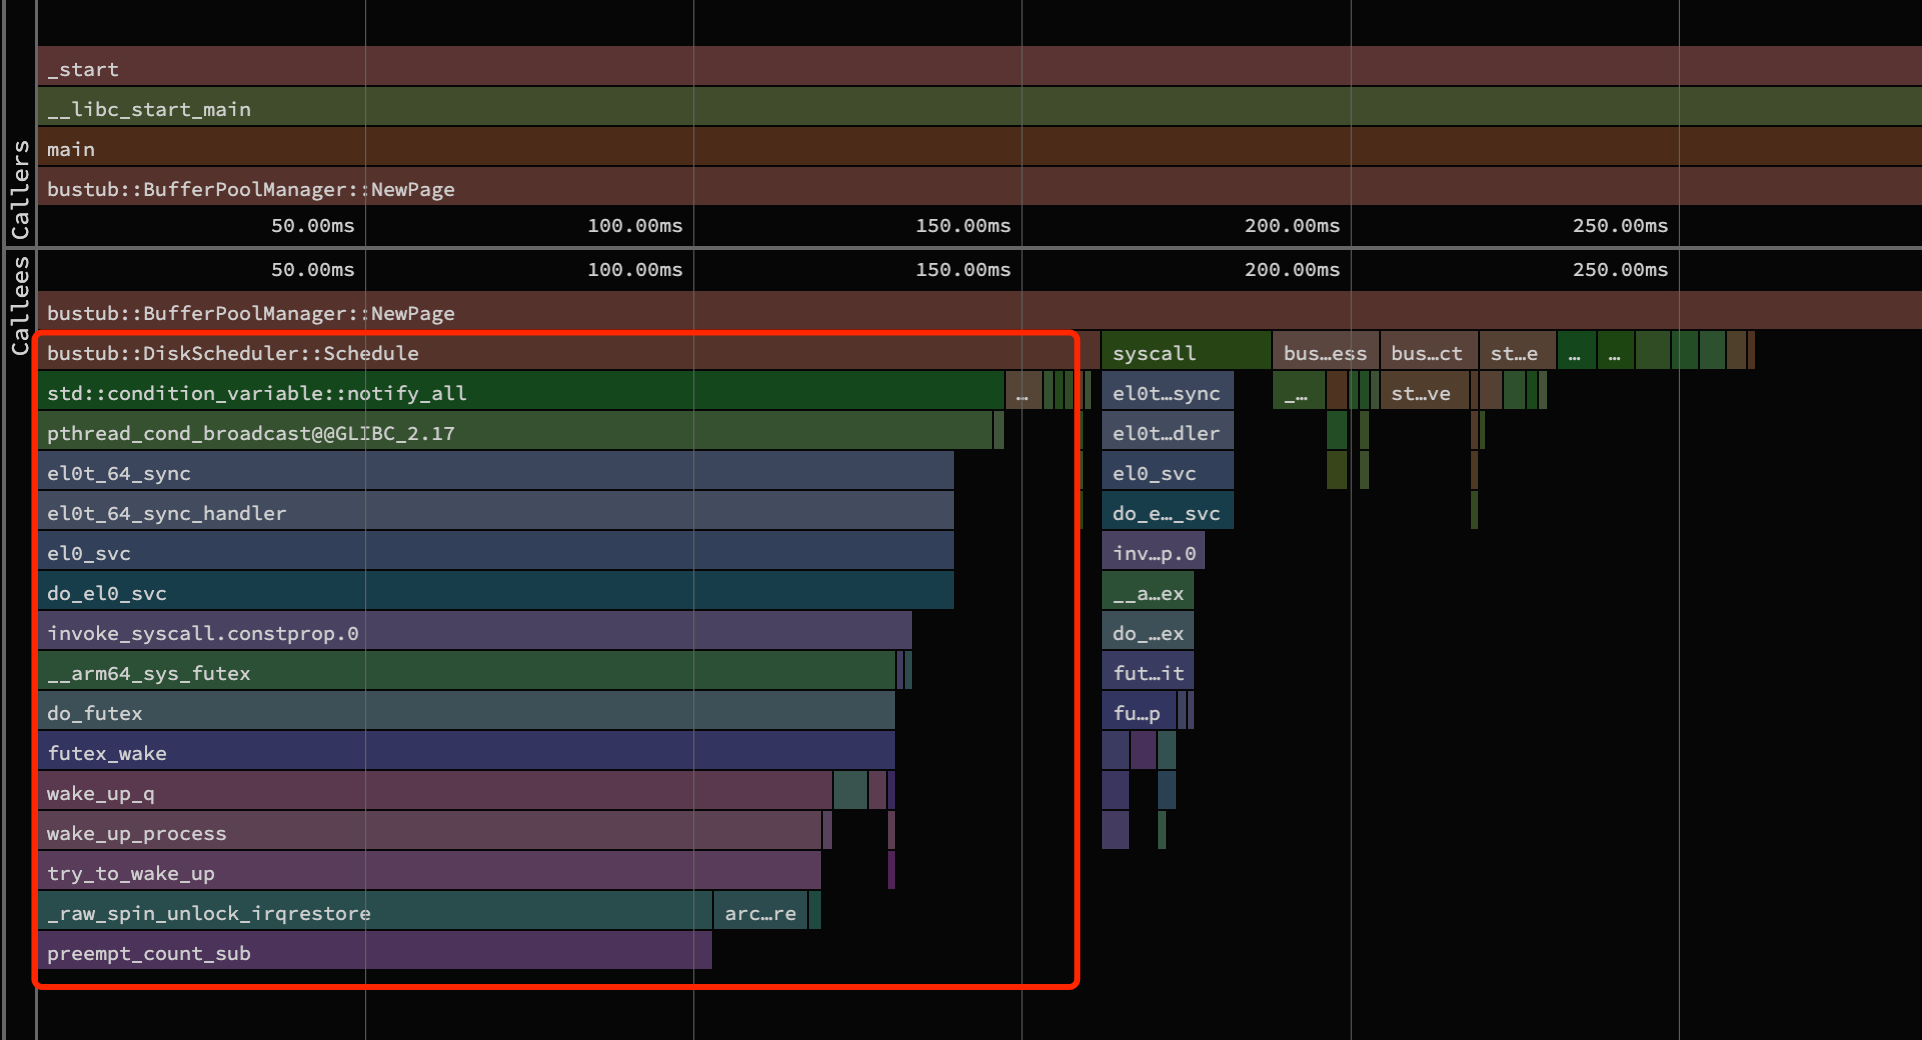 Callers
_start
__libc_start_main
main
bustub::BufferPoolManager::NewPage
50.00ms 100.00ms 150.00ms 200.00ms 250.00ms
Callees
50.00ms 100.00ms 150.00ms 200.00ms 250.00ms
bustub::BufferPoolManager::NewPage
bustub::DiskScheduler::Schedule syscall bus…ess bus…ct st…e … …
std::condition_variable::notify_all … el0t…sync _… st…ve
pthread_cond_broadcast@@GLIBC_2.17 el0t…dler
el0t_64_sync el0_svc
el0t_64_sync_handler do_e…_svc
el0_svc inv…p.0
do_el0_svc __a…ex
invoke_syscall.constprop.0 do_…ex
__arm64_sys_futex fut…it
do_futex fu…p
futex_wake
wake_up_q
wake_up_process
try_to_wake_up
_raw_spin_unlock_irqrestore arc…re
preempt_count_sub